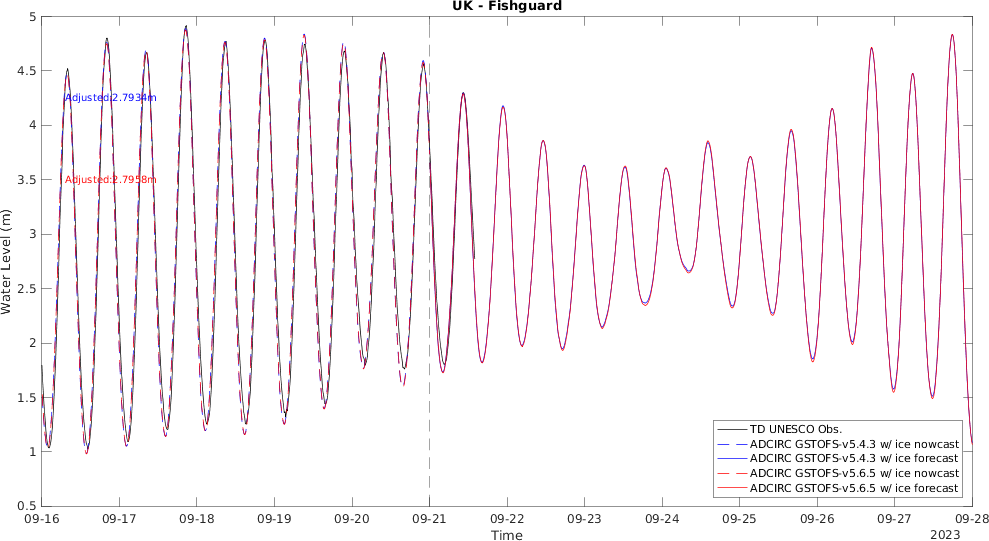 UK - Fishguard
5
4.5
4
3.5
3
2.5
2
1.5
1
0.5
Water Level (m)
Adjusted:2.7934m
Adjusted:2.7958m
TD UNESCO Obs.
ADCIRC GSTOFS-v5.4.3 w/ ice nowcast
ADCIRC GSTOFS-v5.4.3 w/ ice forecast
ADCIRC GSTOFS-v5.6.5 w/ ice nowcast
ADCIRC GSTOFS-v5.6.5 w/ ice forecast
09-16 09-17 09-18 09-19 09-20 09-21 09-22 09-23 09-24 09-25 09-26 09-27 09-28
Time
2023